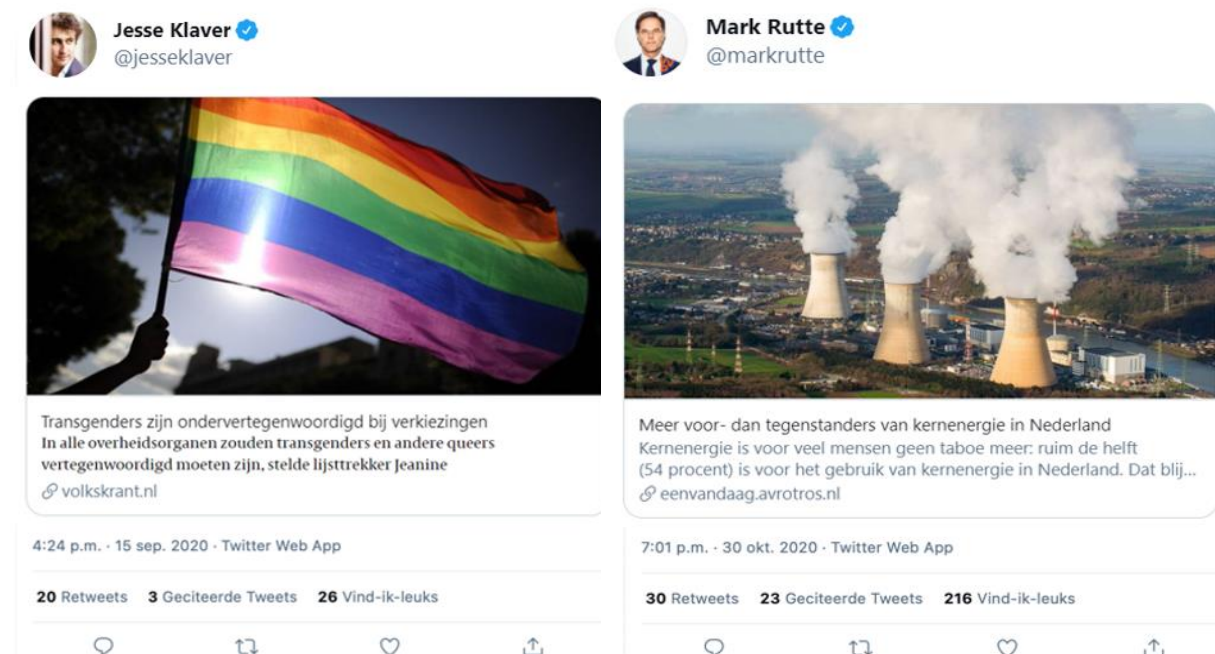 Jesse Klaver
@jesseklaver
Transgenders zijn ondervertegenwoordigd bij verkiezingen
In alle overheidsorganen zouden transgenders en andere queers
vertegenwoordigd moeten zijn, stelde lijsttrekker Jeanine
volkskrant.nl
4:24 p.m. · 15 sep. 2020 · Twitter Web App
20 Retweets 3 Geciteerde Tweets 26 Vind-ik-leuks
Mark Rutte
@markrutte
Meer voor- dan tegenstanders van kernenergie in Nederland
Kernenergie is voor veel mensen geen taboe meer: ruim de helft
(54 procent) is voor het gebruik van kernenergie in Nederland. Dat blij...
eenvandaag.avrotros.nl
7:01 p.m. · 30 okt. 2020 · Twitter Web App
30 Retweets 23 Geciteerde Tweets 216 Vind-ik-leuks